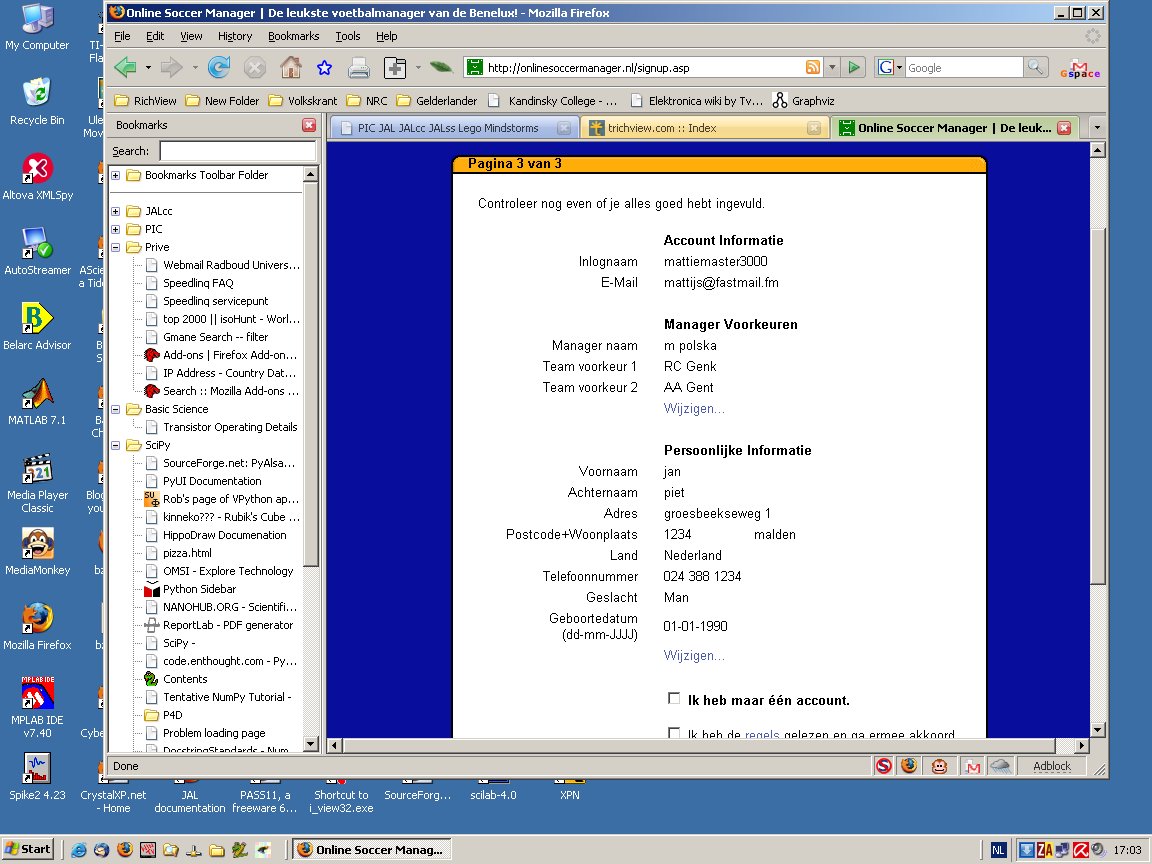 Online Soccer Manager | De leukste voetbalmanager van de Benelux! - Mozilla Firefox
File Edit View History Bookmarks Tools Help
http://onlinesoccermanager.nl/signup.asp
Google
Gspace
RichView New Folder Volkskrant NRC Gelderlander Kandinsky College - ... Elektronica wiki by Tv... Graphviz
Bookmarks
PIC JAL JALcc JALss Lego Mindstorms
trichview.com :: Index
Online Soccer Manager | De leuk...
Search:
Bookmarks Toolbar Folder
JALcc
PIC
Prive
Webmail Radboud Univers...
Speedlinq FAQ
Speedlinq servicepunt
top 2000 || isoHunt - Worl...
Gmane Search -- filter
Add-ons | Firefox Add-on...
IP Address - Country Dat...
Search :: Mozilla Add-ons ...
Basic Science
Transistor Operating Details
SciPy
SourceForge.net: PyAlsa...
PyUI Documentation
Rob's page of VPython ap...
kinneko??? - Rubik's Cube ...
HippoDraw Documenation
pizza.html
OMSI - Explore Technology
Python Sidebar
NANOHUB.ORG - Scientifi...
ReportLab - PDF generator
SciPy -
code.enthought.com - Py...
Contents
Tentative NumPy Tutorial -
P4D
Problem loading page
DocstringStandards - Num
Pagina 3 van 3
Controleer nog even of je alles goed hebt ingevuld.
Account Informatie
Inlognaam mattiemaster3000
E-Mail mattijs@fastmail.fm
Manager Voorkeuren
Manager naam m polska
Team voorkeur 1 RC Genk
Team voorkeur 2 AA Gent
Wijzigen...
Persoonlijke Informatie
Voornaam jan
Achternaam piet
Adres groesbeekseweg 1
Postcode+Woonplaats 1234 malden
Land Nederland
Telefoonnummer 024 388 1234
Geslacht Man
Geboortedatum
(dd-mm-JJJJ) 01-01-1990
Wijzigen...
Ik heb maar één account.
Ik heb de regels gelezen en ga ermee akkoord
Done
Adblock
My Computer
Recycle Bin
Altova XMLSpy
AutoStreamer
Belarc Advisor
MATLAB 7.1
Media Player
Classic
MediaMonkey
Mozilla Firefox
MPLAB IDE
MPLAB IDE
v7.40
Spike2 4.23
CrystalXP.net
- Home
JAL
documentation
PASS11, a
freeware 6...
Shortcut to
i_view32.exe
SourceForg...
scilab-4.0
XPN
Start
Online Soccer Manag...
NL
ZA
17:03